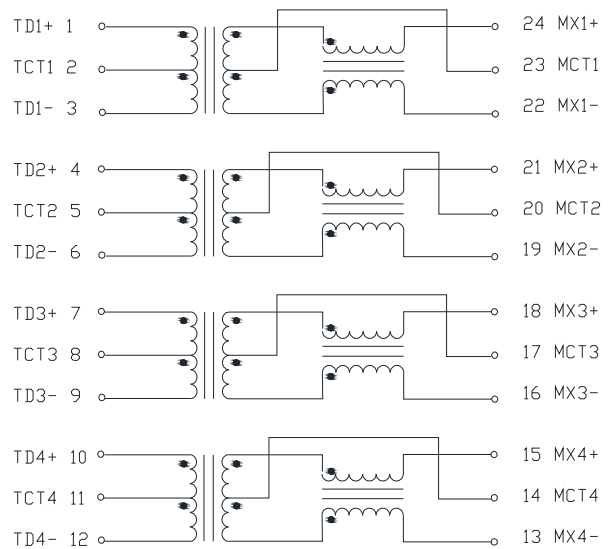 TD1+ 1 24 MX1+
TCT1 2 23 MCT1
TD1- 3 22 MX1-
TD2+ 4 21 MX2+
TCT2 5 20 MCT2
TD2- 6 19 MX2-
TD3+ 7 18 MX3+
TCT3 8 17 MCT3
TD3- 9 16 MX3-
TD4+ 10 15 MX4+
TCT4 11 14 MCT4
TD4- 12 13 MX4-